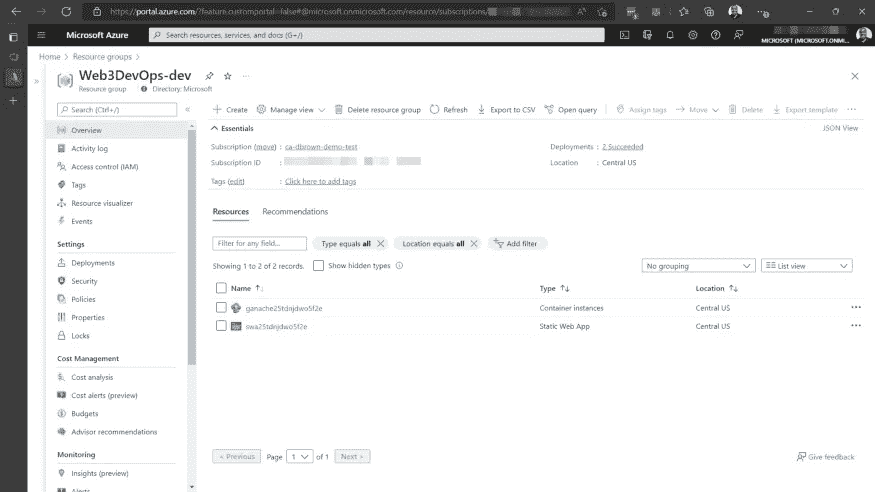 https://portal.azure.com/?feature.customportal=false#@microsoft.onmicrosoft.com/resource/subscriptions/
Microsoft Azure
Search resources, services, and docs (G+/)
MICROSOFT (MICROSOFT.ONMI...
Home > Resource groups >
Web3DevOps-dev
Resource group
Directory: Microsoft
Search (Ctrl+/)
Overview
Activity log
Access control (IAM)
Tags
Resource visualizer
Events
Settings
Deployments
Security
Policies
Properties
Locks
Cost Management
Cost analysis
Cost alerts (preview)
Budgets
Advisor recommendations
Monitoring
Insights (preview)
Alerts
Create Manage view Delete resource group Refresh Export to CSV Open query Assign tags Move Delete Export template
Essentials
JSON View
Subscription (move) : ca-dbrown-demo-test
Deployments : 2 Succeeded
Subscription ID :
Location : Central US
Tags (edit) : Click here to add tags
Resources Recommendations
Filter for any field...
Type equals all
Location equals all
Add filter
Showing 1 to 2 of 2 records.
Show hidden types
No grouping
List view
Name Type Location
ganache25tdnjdwo5f2e Container instances Central US
swa25tdnjdwo5f2e Static Web App Central US
< Previous Page 1 of 1 Next >
Give feedback